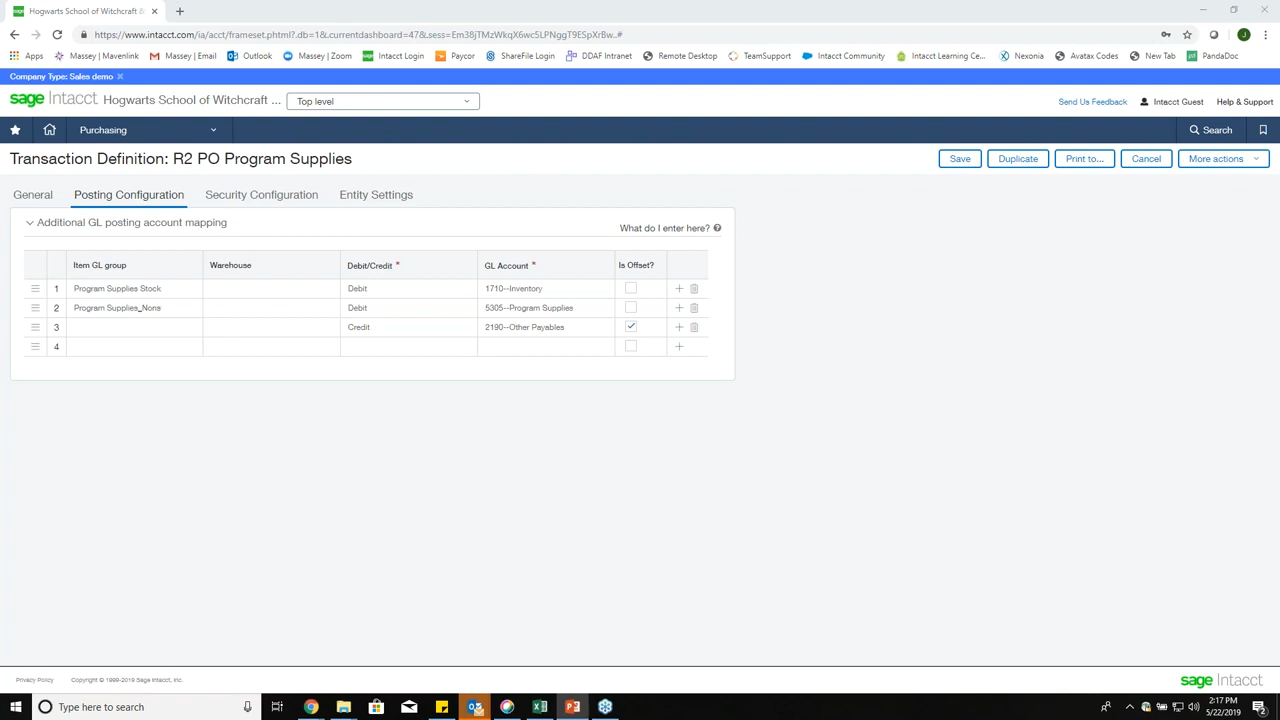 Hogwarts School of Witchcraft &
https://www.intacct.com/ia/acct/frameset.phtml?.db=1&currentdashboard=47&.sess=Em38jTMzWkqX6wc5LPNggT9ESpXrBw..#
Apps Massey | Mavenlink Massey | Email Outlook Massey | Zoom Intacct Login ShareFile Login DDAF Intranet Remote Desktop TeamSupport Intacct Community Intacct Learning Ce... Nexonia Avatax Codes New Tab PandaDoc
Company Type: Sales demo
sage Intacct Hogwarts School of Witchcraft ... Top level Send Us Feedback Intacct Guest Help & Support
Purchasing Search
Transaction Definition: R2 PO Program Supplies Save Duplicate Print to... Cancel More actions
General Posting Configuration Security Configuration Entity Settings
Additional GL posting account mapping
What do I enter here?
Item GL group Warehouse Debit/Credit * GL Account * Is Offset?
1 Program Supplies Stock Debit 1710--Inventory
2 Program Supplies_Nons Debit 5305--Program Supplies
3 Credit 2190--Other Payables
4
Privacy Policy Copyright © 1999-2019 Sage Intacct, Inc. sage Intacct
Type here to search
2:17 PM
5/22/2019
2